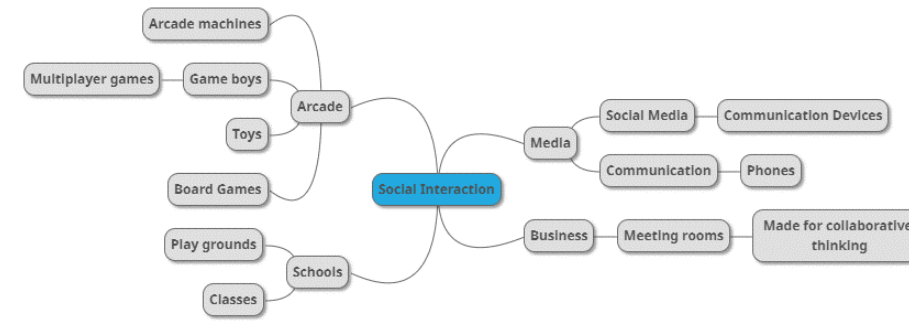 Arcade machines
Multiplayer games
Game boys
Arcade
Toys
Board Games
Play grounds
Schools
Classes
Social Interaction
Media
Social Media
Communication Devices
Communication
Phones
Business
Meeting rooms
Made for collaborative
thinking